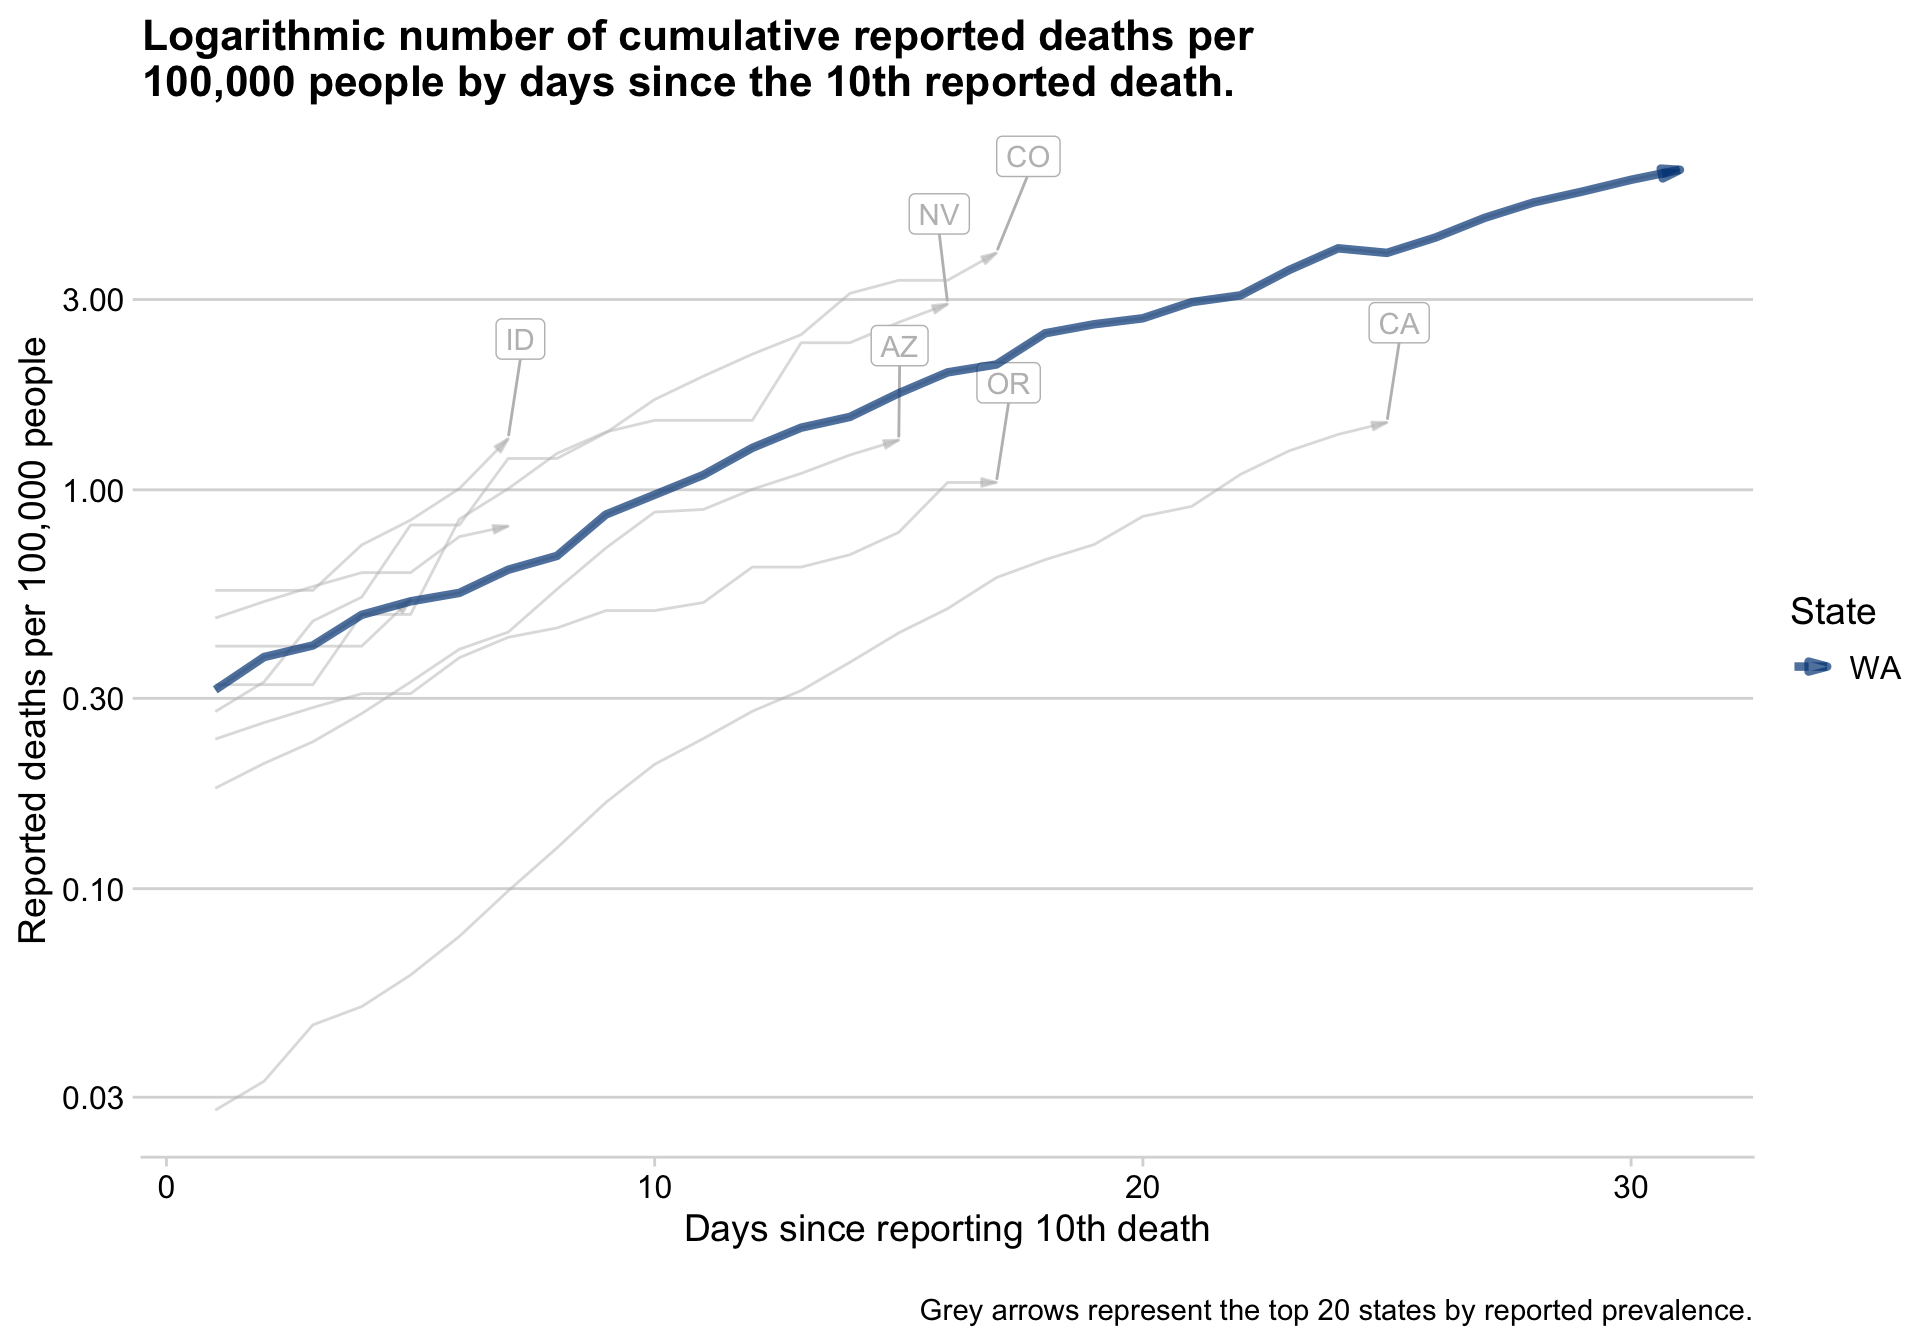 Logarithmic number of cumulative reported deaths per
100,000 people by days since the 10th reported death.
CO
NV
ID
AZ
OR
CA
3.00
1.00
0.30
0.10
0.03
Reported deaths per 100,000 people
0
10
20
30
Days since reporting 10th death
State
WA
Grey arrows represent the top 20 states by reported prevalence.